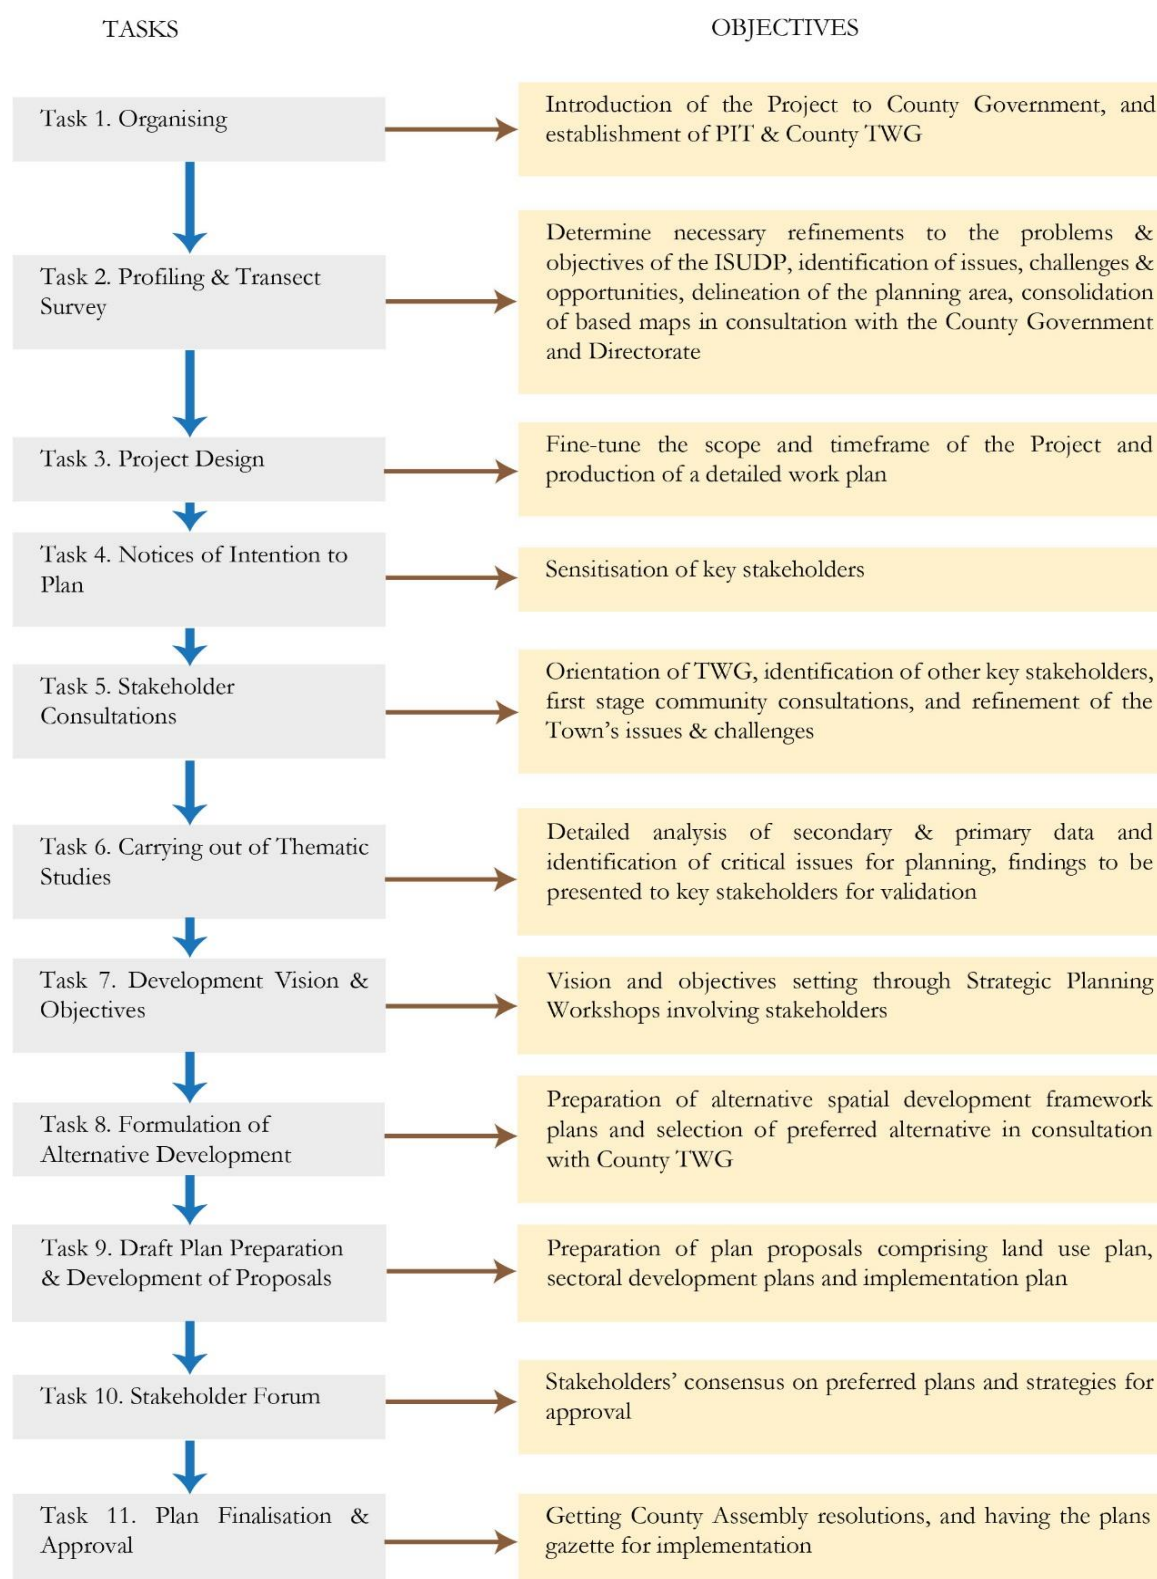 TASKS
OBJECTIVES
Task 1. Organising
Introduction of the Project to County Government, and
establishment of PIT & County TWG
Task 2. Profiling & Transect
Survey
Determine necessary refinements to the problems &
objectives of the ISUDP, identification of issues, challenges &
opportunities, delineation of the planning area, consolidation
of based maps in consultation with the County Government
and Directorate
Task 3. Project Design
Fine-tune the scope and timeframe of the Project and
production of a detailed work plan
Task 4. Notices of Intention to
Plan
Sensitisation of key stakeholders
Task 5. Stakeholder
Consultations
Orientation of TWG, identification of other key stakeholders,
first stage community consultations, and refinement of the
Town’s issues & challenges
Task 6. Carrying out of Thematic
Studies
Detailed analysis of secondary & primary data and
identification of critical issues for planning, findings to be
presented to key stakeholders for validation
Task 7. Development Vision &
Objectives
Vision and objectives setting through Strategic Planning
Workshops involving stakeholders
Task 8. Formulation of
Alternative Development
Preparation of alternative spatial development framework
plans and selection of preferred alternative in consultation
with County TWG
Task 9. Draft Plan Preparation
& Development of Proposals
Preparation of plan proposals comprising land use plan,
sectoral development plans and implementation plan
Task 10. Stakeholder Forum
Stakeholders’ consensus on preferred plans and strategies for
approval
Task 11. Plan Finalisation &
Approval
Getting County Assembly resolutions, and having the plans
gazette for implementation